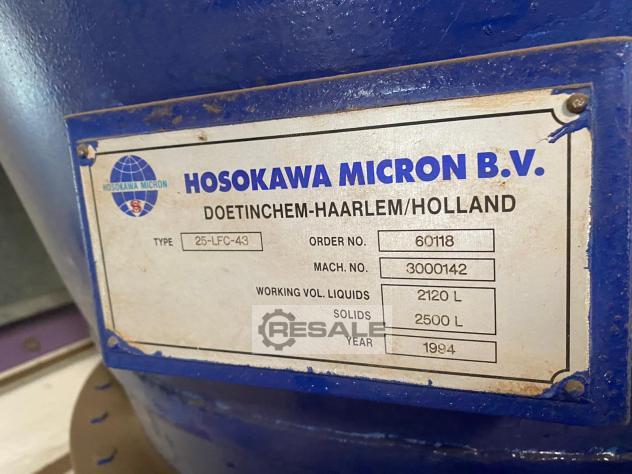 HOSOKAWA MICRON
HOSOKAWA MICRON B.V.
DOETINCHEM-HAARLEM/HOLLAND
TYPE 25-LFC-43 ORDER NO. 60118
MACH. NO. 3000142
WORKING VOL. LIQUIDS 2120 L
SOLIDS 2500 L
RESALE
YEAR 1994